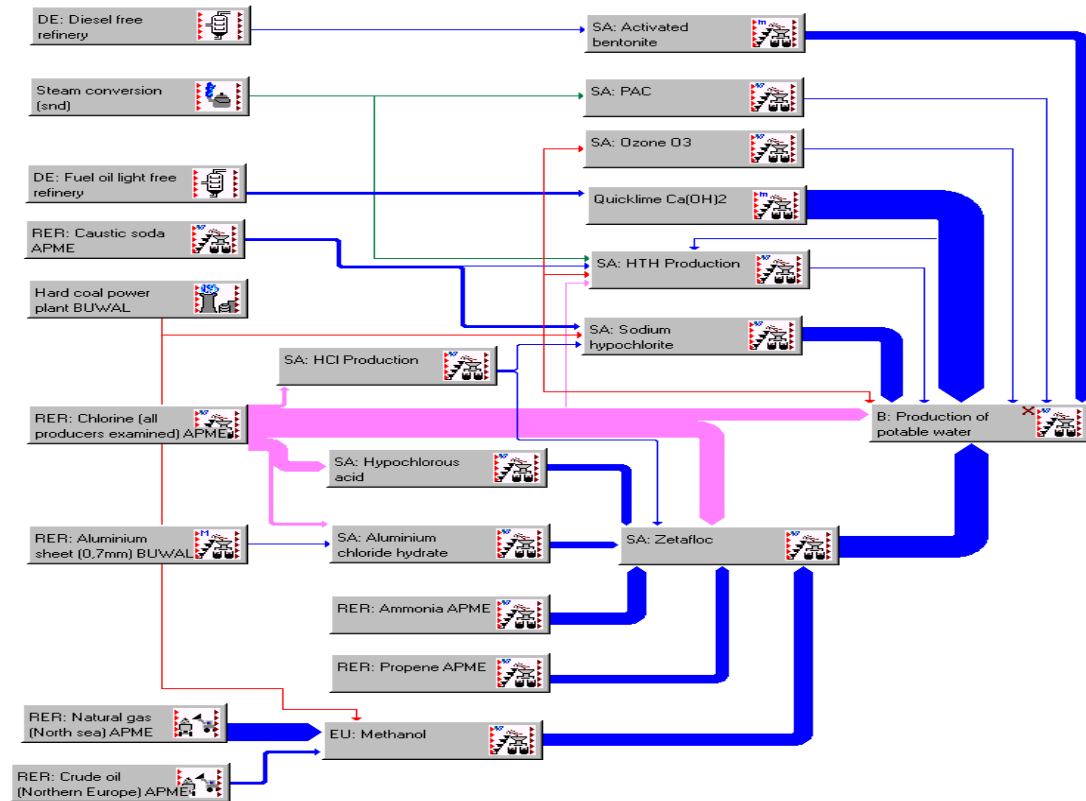 DE: Diesel free
refinery
SA: Activated
bentonite
Steam conversion
(snd)
SA: PAC
SA: Ozone O3
DE: Fuel oil light free
refinery
Quicklime Ca(OH)2
RER: Caustic soda
APME
SA: HTH Production
Hard coal power
plant BUWAL
SA: Sodium
hypochlorite
SA: HCl Production
RER: Chlorine (all
producers examined) APME
B: Production of
potable water
SA: Hypochlorous
acid
RER: Aluminium
sheet (0,7mm) BUWAL
SA: Aluminium
chloride hydrate
SA: Zetafloc
RER: Ammonia APME
RER: Propene APME
RER: Natural gas
(North sea) APME
EU: Methanol
RER: Crude oil
(Northern Europe) APME